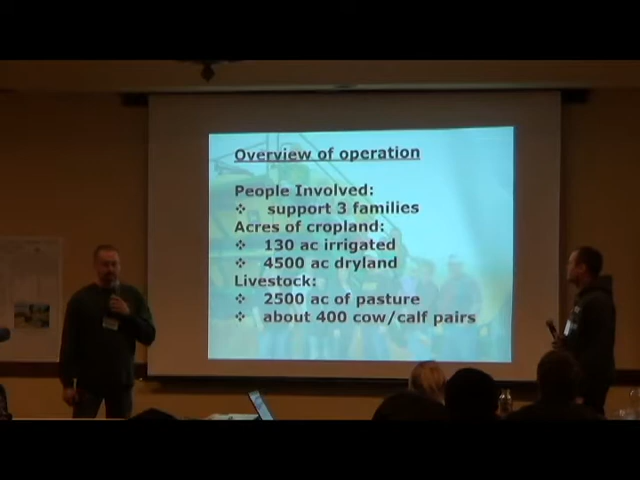 Overview of operation
People Involved:
❖ support 3 families
Acres of cropland:
❖ 130 ac irrigated
❖ 4500 ac dryland
Livestock:
❖ 2500 ac of pasture
❖ about 400 cow/calf pairs